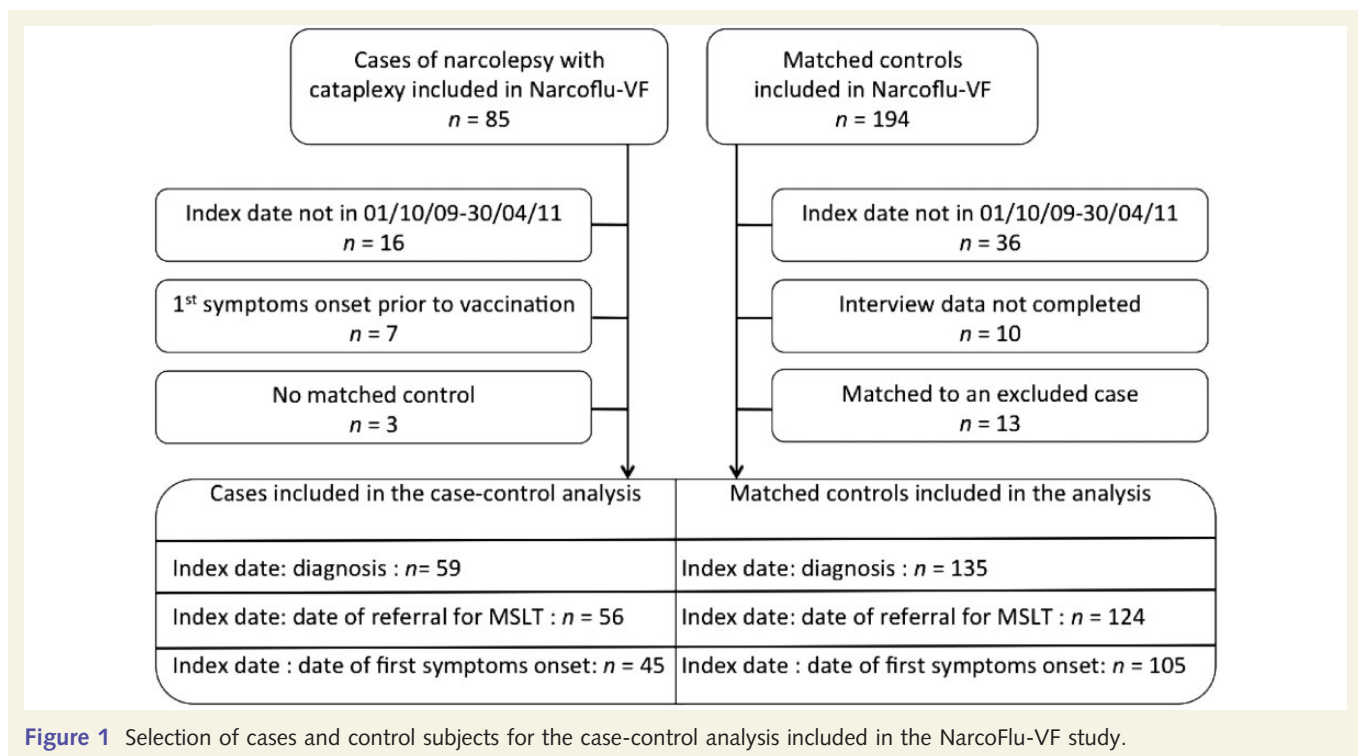 Cases of narcolepsy with
cataplexy included in Narcoflu-VF
n = 85
Matched controls
included in Narcoflu-VF
n = 194
Index date not in 01/10/09-30/04/11
n = 16
Index date not in 01/10/09-30/04/11
n = 36
1st symptoms onset prior to vaccination
n = 7
Interview data not completed
n = 10
No matched control
n = 3
Matched to an excluded case
n = 13
Cases included in the case-control analysis
Matched controls included in the analysis
Index date: diagnosis : n= 59
Index date: diagnosis : n = 135
Index date: date of referral for MSLT : n = 56
Index date: date of referral for MSLT : n = 124
Index date : date of first symptoms onset: n = 45
Index date : date of first symptoms onset: n = 105
Figure 1 Selection of cases and control subjects for the case-control analysis included in the NarcoFlu-VF study.